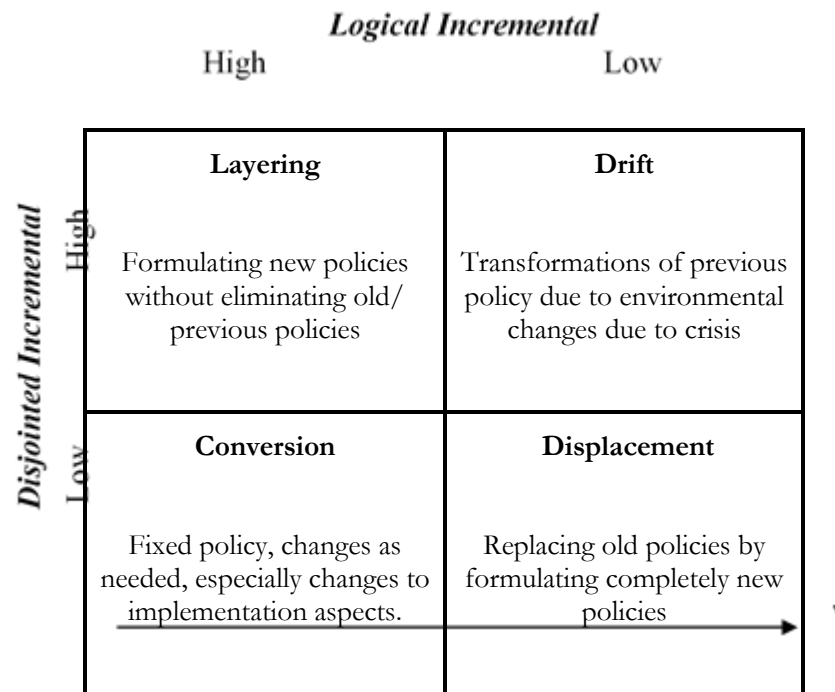 Logical Incremental
High Low
Disjointed Incremental
High
Low
Layering
Formulating new policies
without eliminating old/
previous policies
Drift
Transformations of previous
policy due to environmental
changes due to crisis
Conversion
Fixed policy, changes as
needed, especially changes to
implementation aspects.
Displacement
Replacing old policies by
formulating completely new
policies